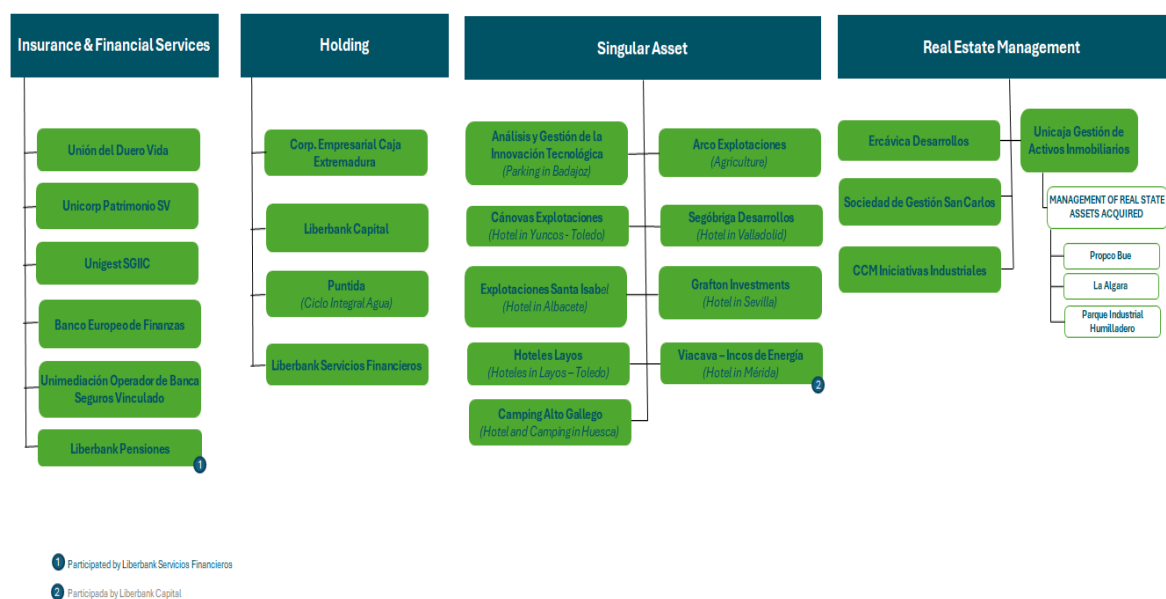 Insurance & Financial Services
Unión del Duero Vida
Unicorp Patrimonio SV
Unigest SGIIC
Banco Europeo de Finanzas
Unimediación Operador de Banca
Seguros Vinculado
Liberbank Pensiones
1
Holding
Corp. Empresarial Caja
Extremadura
Liberbank Capital
Puntida
(Ciclo Integral Agua)
Liberbank Servicios Financieros
Singular Asset
Análisis y Gestión de la
Innovación Tecnológica
(Parking in Badajoz)
Arco Explotaciones
(Agriculture)
Cánovas Explotaciones
(Hotel in Yuncos - Toledo)
Segóbriga Desarrollos
(Hotel in Valladolid)
Explotaciones Santa Isabel
(Hotel in Albacete)
Grafton Investments
(Hotel in Sevilla)
Hoteles Layos
(Hoteles in Layos – Toledo)
Viacava – Incos de Energía
(Hotel in Mérida)
2
Camping Alto Gallego
(Hotel and Camping in Huesca)
Real Estate Management
Ercávica Desarrollos
Unicaja Gestión de
Activos Inmobiliarios
Sociedad de Gestión San Carlos
MANAGEMENT OF REAL STATE
ASSETS ACQUIRED
CCM Iniciativas Industriales
Propco Bue
La Algara
Parque Industrial
Humilladero
1 Participated by Liberbank Servicios Financieros
2 Participada by Liberbank Capital